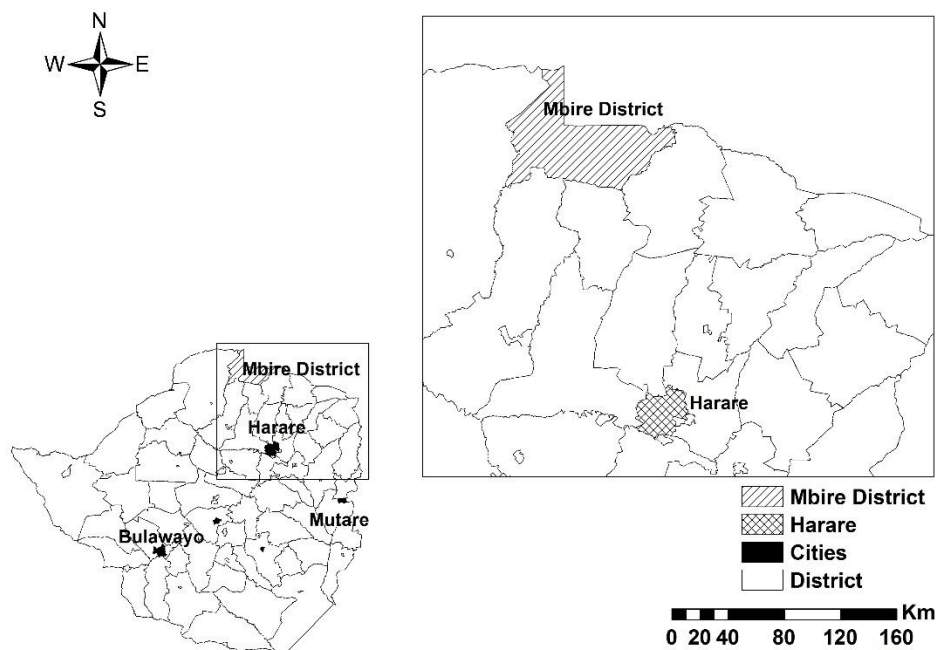 N
W E
S
Mbire District
Harare
Mbire District
Harare
Mutare
Bulawayo
Mbire District
Harare
Cities
District
Km
0 20 40 80 120 160